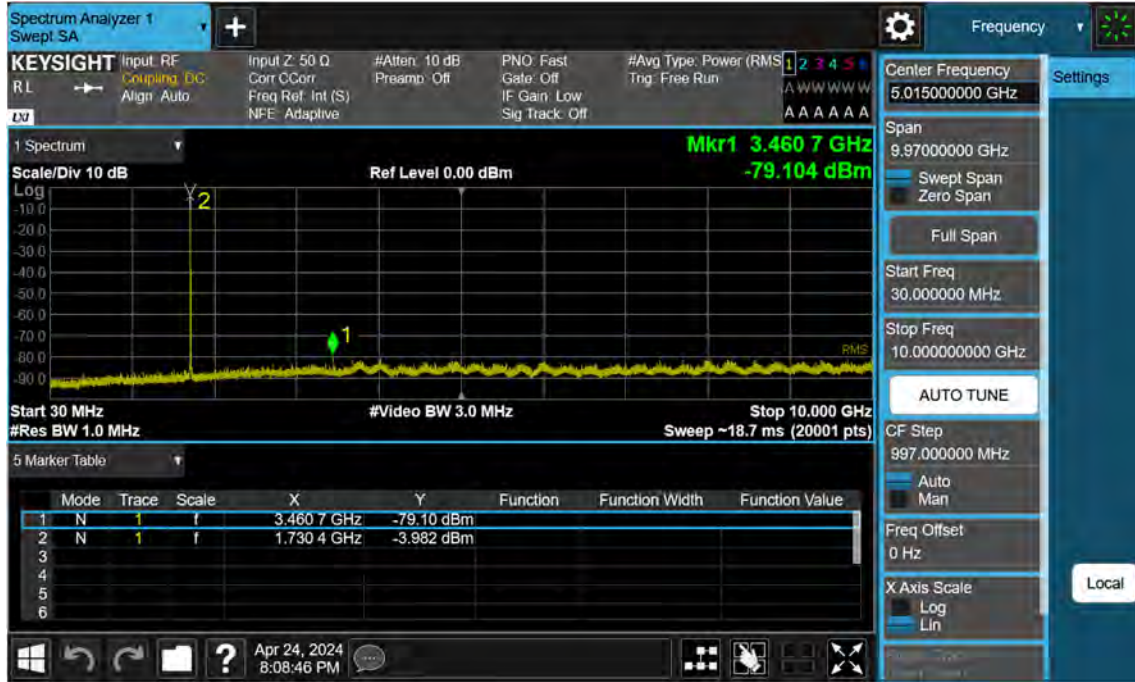 Spectrum Analyzer 1
Swept SA
+
Frequency
KEYSIGHT
RL
LXI
Input: RF
Coupling: DC
Align: Auto
Input Z: 50 Ω
Corr CCorr
Freq Ref: Int (S)
NFE: Adaptive
#Atten: 10 dB
Preamp: Off
PNO: Fast
Gate: Off
IF Gain: Low
Sig Track: Off
#Avg Type: Power (RMS
Trig: Free Run
1 2 3 4 5 6
A W W W W W
A A A A A A
1 Spectrum
Scale/Div 10 dB
Ref Level 0.00 dBm
Mkr1 3.460 7 GHz
-79.104 dBm
Log
-10.0
-20.0
-30.0
-40.0
-50.0
-60.0
-70.0
-80.0
-90.0
2
1
RMS
Start 30 MHz
#Res BW 1.0 MHz
#Video BW 3.0 MHz
Stop 10.000 GHz
Sweep ~18.7 ms (20001 pts)
5 Marker Table
Mode Trace Scale X Y Function Function Width Function Value
1 N 1 f 3.460 7 GHz -79.10 dBm
2 N 1 f 1.730 4 GHz -3.982 dBm
3
4
5
6
Apr 24, 2024
8:08:46 PM
?
Center Frequency
5.015000000 GHz
Settings
Span
9.97000000 GHz
Swept Span
Zero Span
Full Span
Start Freq
30.000000 MHz
Stop Freq
10.000000000 GHz
AUTO TUNE
CF Step
997.000000 MHz
Auto
Man
Freq Offset
0 Hz
X Axis Scale
Log
Lin
Local